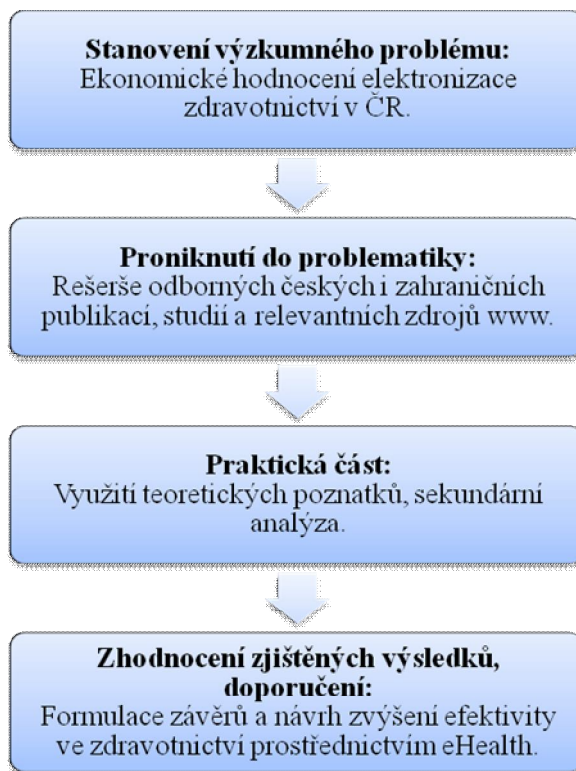 Stanovení výzkumného problému:
Ekonomické hodnocení elektronizace
zdravotnictví v ČR.
Proniknutí do problematiky:
Rešerše odborných českých i zahraničních
publikací, studií a relevantních zdrojů www.
Praktická část:
Využití teoretických poznatků, sekundární
analýza.
Zhodnocení zjištěných výsledků,
doporučení:
Formulace závěrů a návrh zvýšení efektivity
ve zdravotnictví prostřednictvím eHealth.